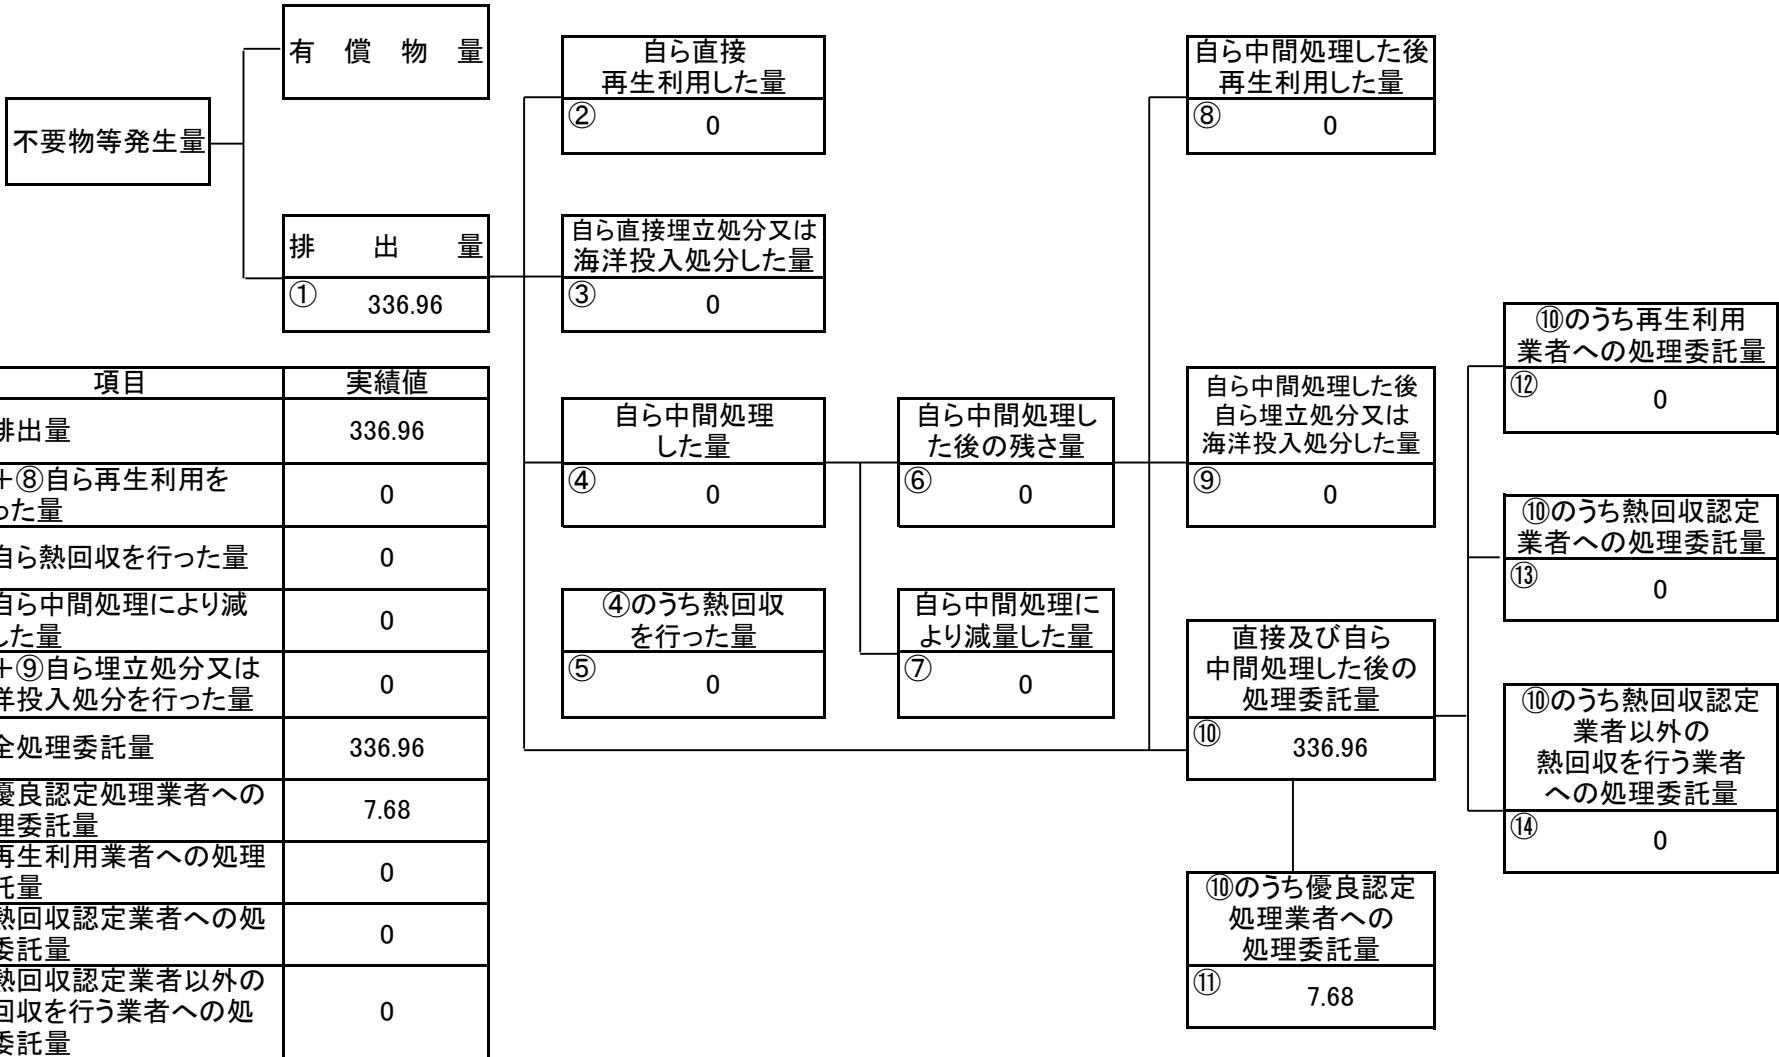 有償物量
不要物等発生量
排出量
① 336.96
自ら直接
再生利用した量
② 0
自ら直接埋立処分又は
海洋投入処分した量
③ 0
自ら中間処理
した量
④ 0
④のうち熱回収
を行った量
⑤ 0
自ら中間処理し
た後の残さ量
⑥ 0
自ら中間処理に
より減量した量
⑦ 0
自ら中間処理した後
再生利用した量
⑧ 0
自ら中間処理した後
自ら埋立処分又は
海洋投入処分した量
⑨ 0
直接及び自ら
中間処理した後の
処理委託量
⑩ 336.96
⑩のうち優良認定
処理業者への
処理委託量
⑪ 7.68
⑩のうち再生利用
業者への処理委託量
⑫ 0
⑩のうち熱回収認定
業者への処理委託量
⑬ 0
⑩のうち熱回収認定
業者以外の
熱回収を行う業者
への処理委託量
⑭ 0
項目 実績値
排出量 336.96
+⑧自ら再生利用を
った量 0
自ら熱回収を行った量 0
自ら中間処理により減
した量 0
+⑨自ら埋立処分又は
洋投入処分を行った量 0
全処理委託量 336.96
優良認定処理業者への
理委託量 7.68
再生利用業者への処理
託量 0
熱回収認定業者への処
委託量 0
熱回収認定業者以外の
回収を行う業者への処
委託量 0